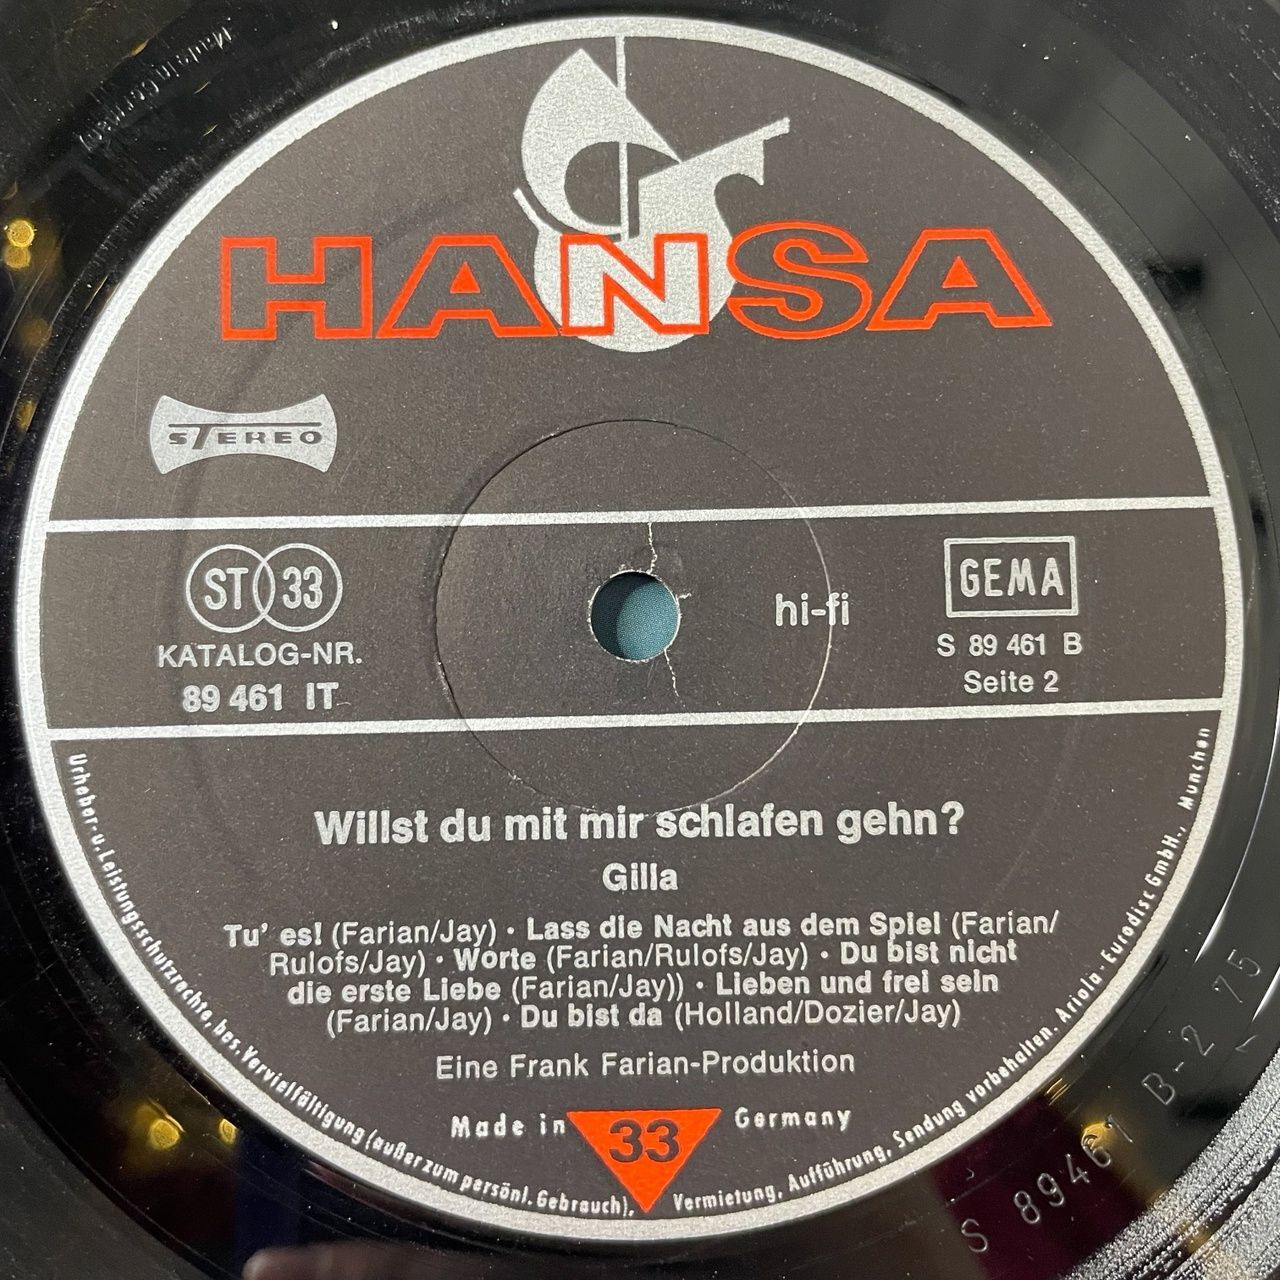 Made in Germany
HANSA
STEREO
ST 33
KATALOG-NR.
89 461 IT
hi-fi
GEMA
S 89 461 B
Seite 2
Willst du mit mir schlafen gehn?
Gilla
Tu' es! (Farian/Jay) · Lass die Nacht aus dem Spiel (Farian/
Rulofs/Jay) · Worte (Farian/Rulofs/Jay) · Du bist nicht
die erste Liebe (Farian/Jay)) · Lieben und frei sein
(Farian/Jay) · Du bist da (Holland/Dozier/Jay)
Eine Frank Farian-Produktion
Made in 33 Germany
Urheber- u. Leistungsschutzrechte, bes. Vervielfältigung (außer zum persönl. Gebrauch), Vermietung, Aufführung, Sendung vorbehalten. Ariola - Eurodisc GmbH., München
S 89461 B-2 75